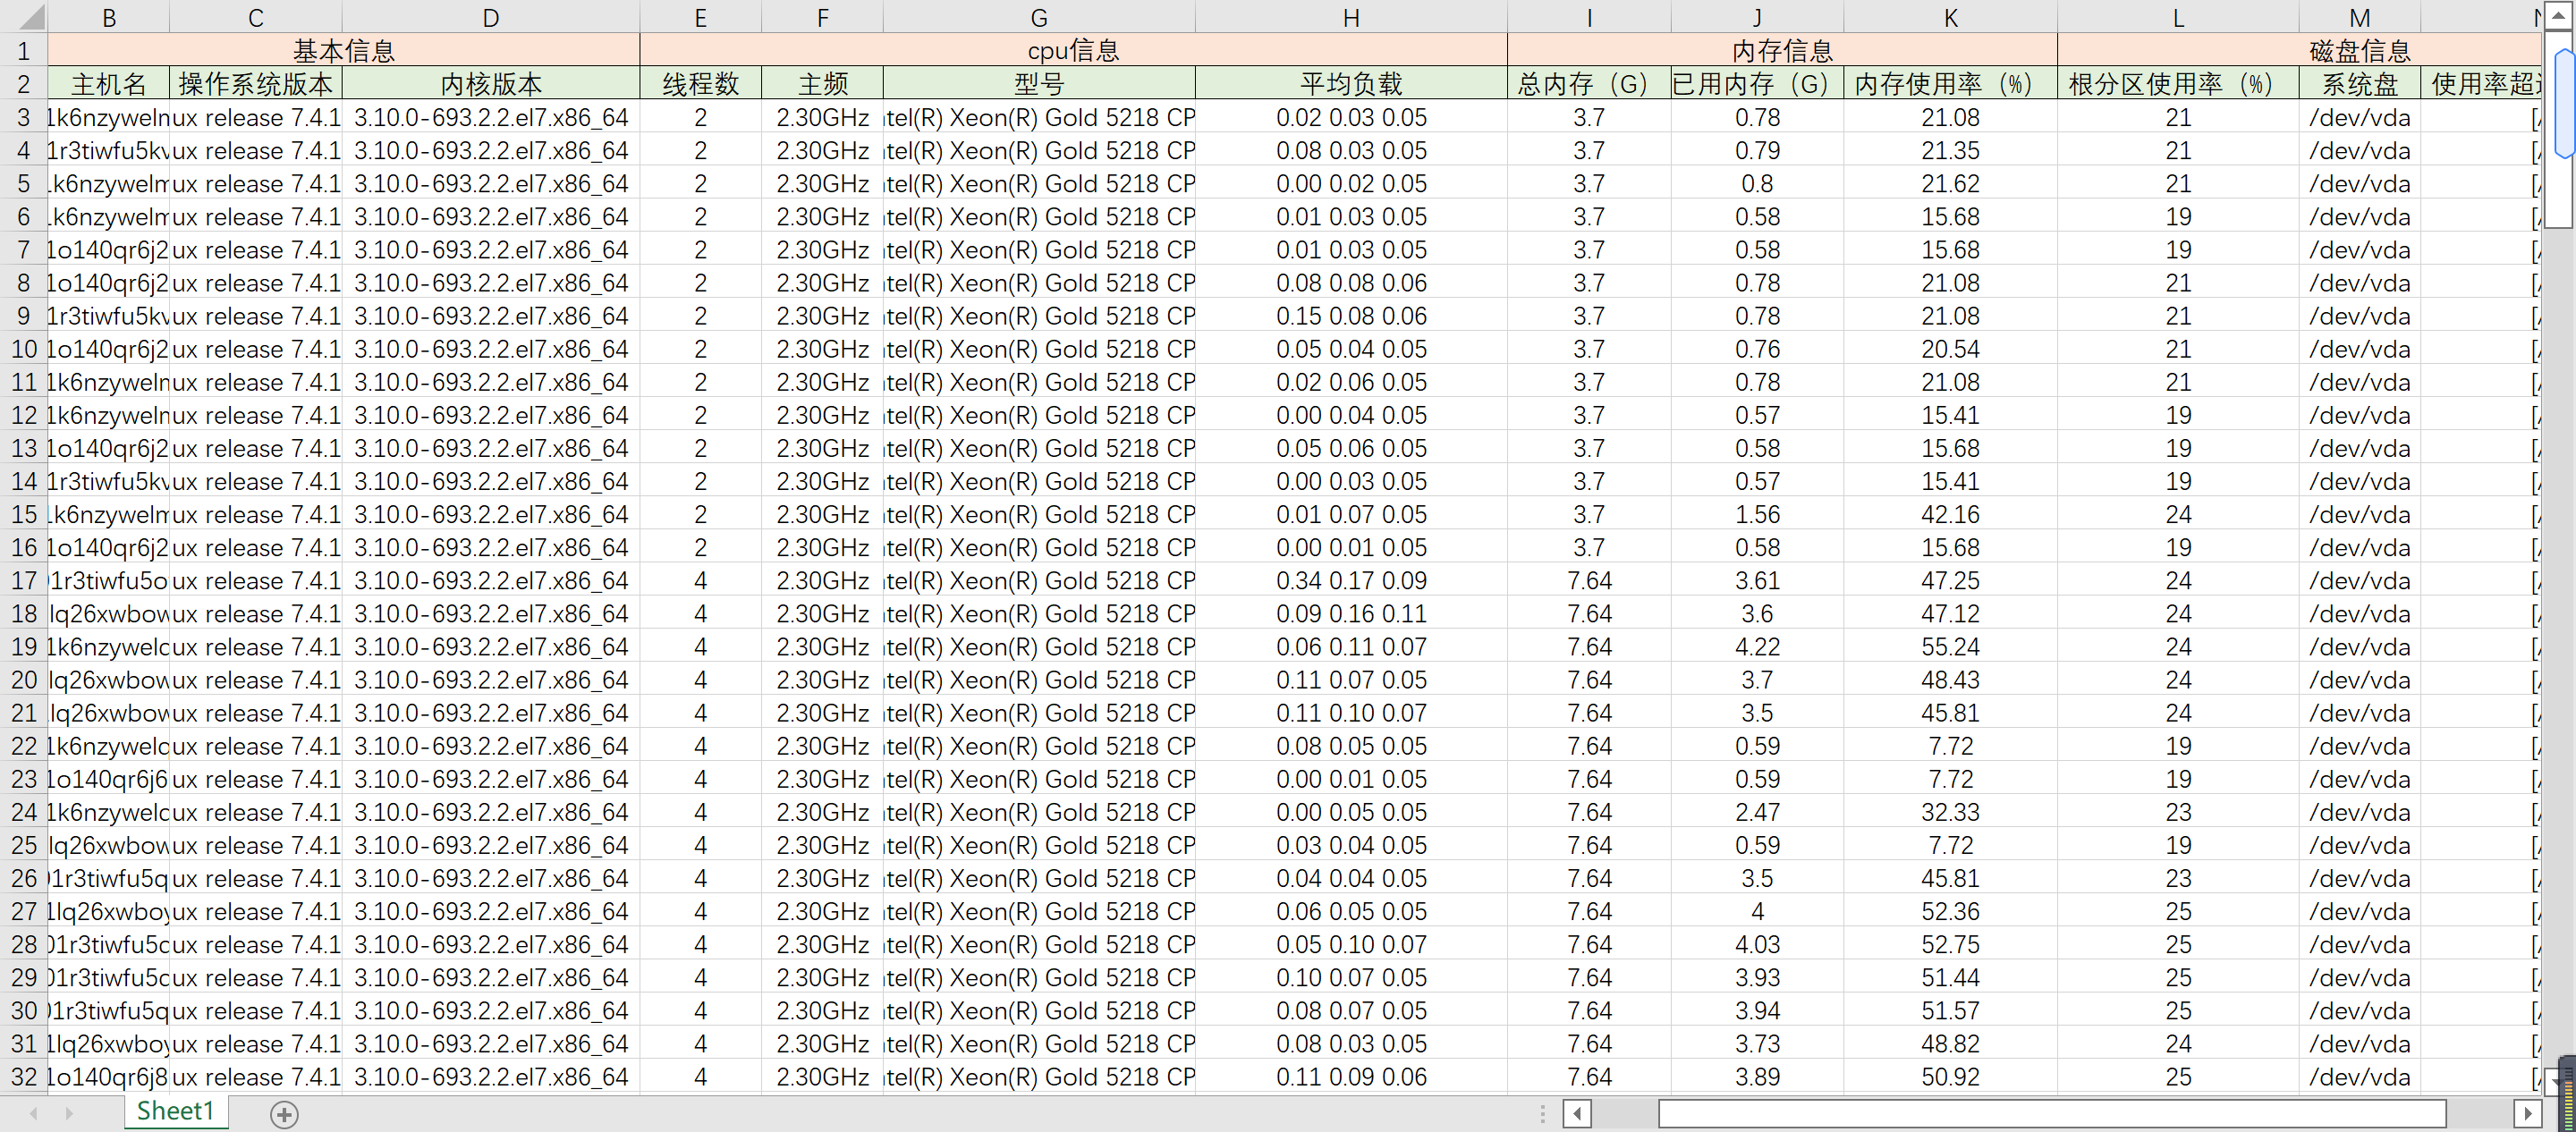 B C D E F G H I J K L M
1 基本信息 cpu信息 内存信息 磁盘信息
2 主机名 操作系统版本 内核版本 线程数 主频 型号 平均负载 总内存（G） 已用内存（G） 内存使用率（%） 根分区使用率（%） 系统盘 使用率超
3 ux release 7.4.1 3.10.0-693.2.2.el7.x86_64 2 2.30GHz tel(R) Xeon(R) Gold 5218 CP 0.02 0.03 0.05 3.7 0.78 21.08 21 /dev/vda
4 1r3tiwfu5kv ux release 7.4.1 3.10.0-693.2.2.el7.x86_64 2 2.30GHz tel(R) Xeon(R) Gold 5218 CP 0.08 0.03 0.05 3.7 0.79 21.35 21 /dev/vda
5 ux release 7.4.1 3.10.0-693.2.2.el7.x86_64 2 2.30GHz tel(R) Xeon(R) Gold 5218 CP 0.00 0.02 0.05 3.7 0.8 21.62 21 /dev/vda
6 ux release 7.4.1 3.10.0-693.2.2.el7.x86_64 2 2.30GHz tel(R) Xeon(R) Gold 5218 CP 0.01 0.03 0.05 3.7 0.58 15.68 19 /dev/vda
7 1o140qr6j2 ux release 7.4.1 3.10.0-693.2.2.el7.x86_64 2 2.30GHz tel(R) Xeon(R) Gold 5218 CP 0.01 0.03 0.05 3.7 0.58 15.68 19 /dev/vda
8 1o140qr6j2 ux release 7.4.1 3.10.0-693.2.2.el7.x86_64 2 2.30GHz tel(R) Xeon(R) Gold 5218 CP 0.08 0.08 0.06 3.7 0.78 21.08 21 /dev/vda
9 1r3tiwfu5kv ux release 7.4.1 3.10.0-693.2.2.el7.x86_64 2 2.30GHz tel(R) Xeon(R) Gold 5218 CP 0.15 0.08 0.06 3.7 0.78 21.08 21 /dev/vda
10 1o140qr6j2 ux release 7.4.1 3.10.0-693.2.2.el7.x86_64 2 2.30GHz tel(R) Xeon(R) Gold 5218 CP 0.05 0.04 0.05 3.7 0.76 20.54 21 /dev/vda
11 ux release 7.4.1 3.10.0-693.2.2.el7.x86_64 2 2.30GHz tel(R) Xeon(R) Gold 5218 CP 0.02 0.06 0.05 3.7 0.78 21.08 21 /dev/vda
12 ux release 7.4.1 3.10.0-693.2.2.el7.x86_64 2 2.30GHz tel(R) Xeon(R) Gold 5218 CP 0.00 0.04 0.05 3.7 0.57 15.41 19 /dev/vda
13 1o140qr6j2 ux release 7.4.1 3.10.0-693.2.2.el7.x86_64 2 2.30GHz tel(R) Xeon(R) Gold 5218 CP 0.05 0.06 0.05 3.7 0.58 15.68 19 /dev/vda
14 1r3tiwfu5kv ux release 7.4.1 3.10.0-693.2.2.el7.x86_64 2 2.30GHz tel(R) Xeon(R) Gold 5218 CP 0.00 0.03 0.05 3.7 0.57 15.41 19 /dev/vda
15 ux release 7.4.1 3.10.0-693.2.2.el7.x86_64 2 2.30GHz tel(R) Xeon(R) Gold 5218 CP 0.01 0.07 0.05 3.7 1.56 42.16 24 /dev/vda
16 1o140qr6j2 ux release 7.4.1 3.10.0-693.2.2.el7.x86_64 2 2.30GHz tel(R) Xeon(R) Gold 5218 CP 0.00 0.01 0.05 3.7 0.58 15.68 19 /dev/vda
17 1r3tiwfu5o ux release 7.4.1 3.10.0-693.2.2.el7.x86_64 4 2.30GHz tel(R) Xeon(R) Gold 5218 CP 0.34 0.17 0.09 7.64 3.61 47.25 24 /dev/vda
18 lq26xwbow ux release 7.4.1 3.10.0-693.2.2.el7.x86_64 4 2.30GHz tel(R) Xeon(R) Gold 5218 CP 0.09 0.16 0.11 7.64 3.6 47.12 24 /dev/vda
19 ux release 7.4.1 3.10.0-693.2.2.el7.x86_64 4 2.30GHz tel(R) Xeon(R) Gold 5218 CP 0.06 0.11 0.07 7.64 4.22 55.24 24 /dev/vda
20 lq26xwbow ux release 7.4.1 3.10.0-693.2.2.el7.x86_64 4 2.30GHz tel(R) Xeon(R) Gold 5218 CP 0.11 0.07 0.05 7.64 3.7 48.43 24 /dev/vda
21 lq26xwbow ux release 7.4.1 3.10.0-693.2.2.el7.x86_64 4 2.30GHz tel(R) Xeon(R) Gold 5218 CP 0.11 0.10 0.07 7.64 3.5 45.81 24 /dev/vda
22 ux release 7.4.1 3.10.0-693.2.2.el7.x86_64 4 2.30GHz tel(R) Xeon(R) Gold 5218 CP 0.08 0.05 0.05 7.64 0.59 7.72 19 /dev/vda
23 1o140qr6j6 ux release 7.4.1 3.10.0-693.2.2.el7.x86_64 4 2.30GHz tel(R) Xeon(R) Gold 5218 CP 0.00 0.01 0.05 7.64 0.59 7.72 19 /dev/vda
24 ux release 7.4.1 3.10.0-693.2.2.el7.x86_64 4 2.30GHz tel(R) Xeon(R) Gold 5218 CP 0.00 0.05 0.05 7.64 2.47 32.33 23 /dev/vda
25 lq26xwbow ux release 7.4.1 3.10.0-693.2.2.el7.x86_64 4 2.30GHz tel(R) Xeon(R) Gold 5218 CP 0.03 0.04 0.05 7.64 0.59 7.72 19 /dev/vda
26 1r3tiwfu5q ux release 7.4.1 3.10.0-693.2.2.el7.x86_64 4 2.30GHz tel(R) Xeon(R) Gold 5218 CP 0.04 0.04 0.05 7.64 3.5 45.81 23 /dev/vda
27 1lq26xwboy ux release 7.4.1 3.10.0-693.2.2.el7.x86_64 4 2.30GHz tel(R) Xeon(R) Gold 5218 CP 0.06 0.05 0.05 7.64 4 52.36 25 /dev/vda
28 ux release 7.4.1 3.10.0-693.2.2.el7.x86_64 4 2.30GHz tel(R) Xeon(R) Gold 5218 CP 0.05 0.10 0.07 7.64 4.03 52.75 25 /dev/vda
29 ux release 7.4.1 3.10.0-693.2.2.el7.x86_64 4 2.30GHz tel(R) Xeon(R) Gold 5218 CP 0.10 0.07 0.05 7.64 3.93 51.44 25 /dev/vda
30 1r3tiwfu5q ux release 7.4.1 3.10.0-693.2.2.el7.x86_64 4 2.30GHz tel(R) Xeon(R) Gold 5218 CP 0.08 0.07 0.05 7.64 3.94 51.57 25 /dev/vda
31 1lq26xwboy ux release 7.4.1 3.10.0-693.2.2.el7.x86_64 4 2.30GHz tel(R) Xeon(R) Gold 5218 CP 0.08 0.03 0.05 7.64 3.73 48.82 24 /dev/vda
32 1o140qr6j8 ux release 7.4.1 3.10.0-693.2.2.el7.x86_64 4 2.30GHz tel(R) Xeon(R) Gold 5218 CP 0.11 0.09 0.06 7.64 3.89 50.92 25 /dev/vda
Sheet1